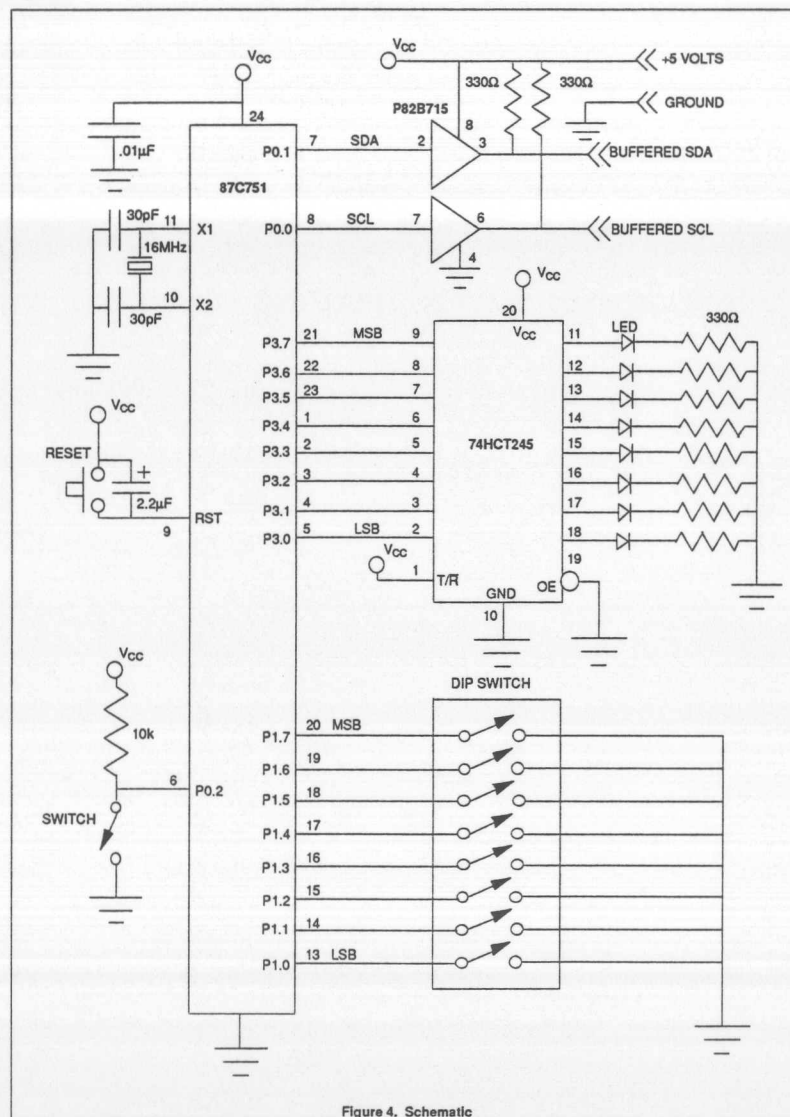 VCC
VCC
+5 VOLTS
330Ω
330Ω
P82B715
GROUND
24
8
.01µF
P0.1
7
SDA
2
3
BUFFERED SDA
87C751
30pF
11
X1
P0.0
8
SCL
7
6
BUFFERED SCL
16MHz
4
10
X2
30pF
VCC
20
VCC
11
LED
330Ω
P3.7
21
MSB
9
P3.6
22
8
12
P3.5
23
7
13
VCC
P3.4
1
6
14
74HCT245
RESET
P3.3
2
5
15
+
P3.2
3
4
16
2.2µF
P3.1
4
3
17
RST
9
P3.0
5
LSB
2
18
VCC
1
T/R̅
OE
19
GND
10
VCC
DIP SWITCH
10k
P1.7
20 MSB
P1.6
19
6
P0.2
P1.5
18
SWITCH
P1.4
17
P1.3
16
P1.2
15
P1.1
14
P1.0
13 LSB
Figure 4. Schematic